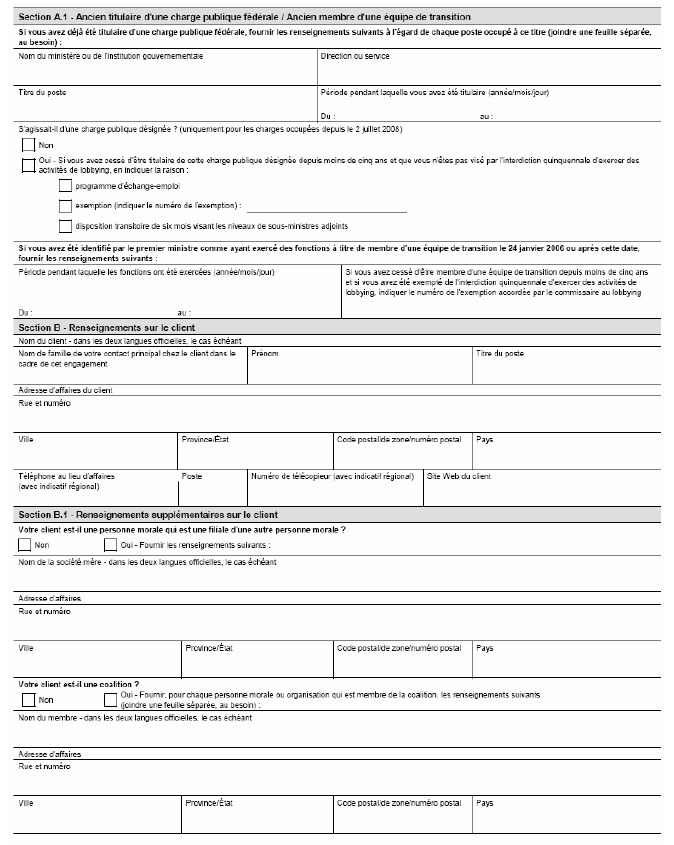 Section A.1 - Ancien titulaire d'une charge publique fédérale / Ancien membre d'une équipe de transition
Si vous avez déjà été titulaire d'une charge publique fédérale, fournir les renseignements suivants à l'égard de chaque poste occupé à ce titre (joindre une feuille séparée,
au besoin) :
Nom du ministère ou de l'institution gouvernementale
Direction ou service
Titre du poste
Période pendant laquelle vous avez été titulaire (année/mois/jour)
Du : au :
S'agissait-il d'une charge publique désignée ? (uniquement pour les charges occupées depuis le 2 juillet 2008)
Non
Oui - Si vous avez cessé d'être titulaire de cette charge publique désignée depuis moins de cinq ans et que vous n'êtes pas visé par l'interdiction quinquennale d'exercer des
activités de lobbying, en indiquer la raison :
programme d'échange-emploi
exemption (indiquer le numéro de l'exemption) :
disposition transitoire de six mois visant les niveaux de sous-ministres adjoints
Si vous avez été identifié par le premier ministre comme ayant exercé des fonctions à titre de membre d'une équipe de transition le 24 janvier 2006 ou après cette date,
fournir les renseignements suivants :
Période pendant laquelle les fonctions ont été exercées (année/mois/jour)
Du : au :
Si vous avez cessé d'être membre d'une équipe de transition depuis moins de cinq ans
et si vous avez été exempté de l'interdiction quinquennale d'exercer des activités de
lobbying, indiquer le numéro de l'exemption accordée par le commissaire au lobbying
Section B - Renseignements sur le client
Nom du client - dans les deux langues officielles, le cas échéant
Nom de famille de votre contact principal chez le client dans le
cadre de cet engagement
Prénom
Titre du poste
Adresse d'affaires du client
Rue et numéro
Ville
Province/État
Code postal/de zone/numéro postal
Pays
Téléphone au lieu d'affaires
(avec indicatif régional)
Poste
Numéro de télécopieur (avec indicatif régional)
Site Web du client
Section B.1 - Renseignements supplémentaires sur le client
Votre client est-il une personne morale qui est une filiale d'une autre personne morale ?
Non
Oui - Fournir les renseignements suivants :
Nom de la société mère - dans les deux langues officielles, le cas échéant
Adresse d'affaires
Rue et numéro
Ville
Province/État
Code postal/de zone/numéro postal
Pays
Votre client est-il une coalition ?
Non
Oui - Fournir, pour chaque personne morale ou organisation qui est membre de la coalition, les renseignements suivants
(joindre une feuille séparée, au besoin) :
Nom du membre - dans les deux langues officielles, le cas échéant
Adresse d'affaires
Rue et numéro
Ville
Province/État
Code postal/de zone/numéro postal
Pays